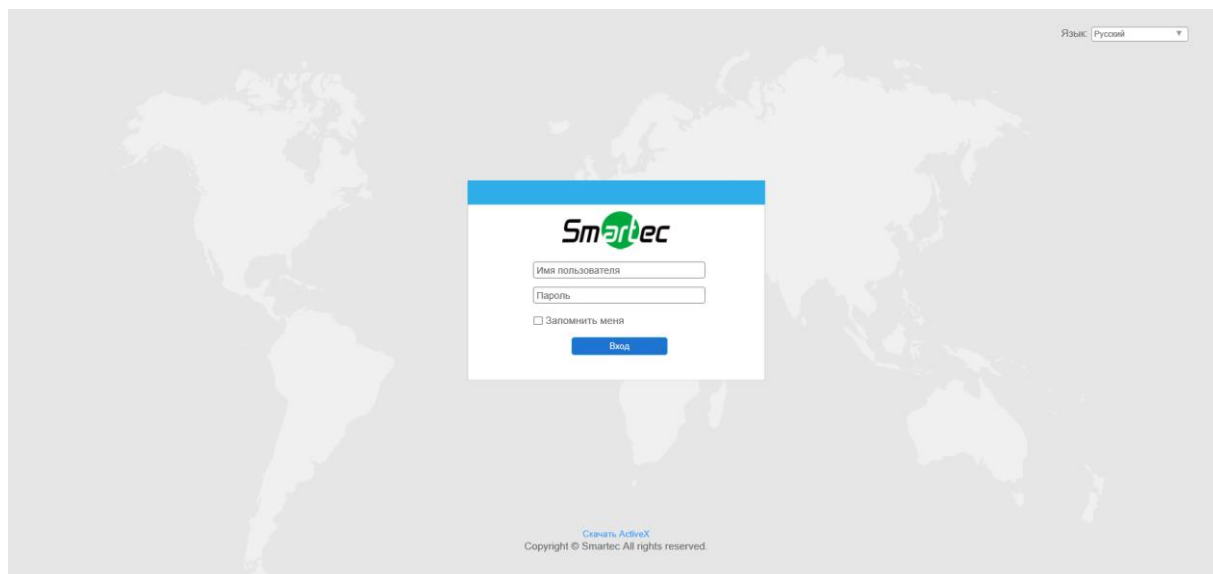 Язык: Русский
Smartec
Имя пользователя
Пароль
Запомнить меня
Вход
Скачать ActiveX
Copyright © Smartec All rights reserved.